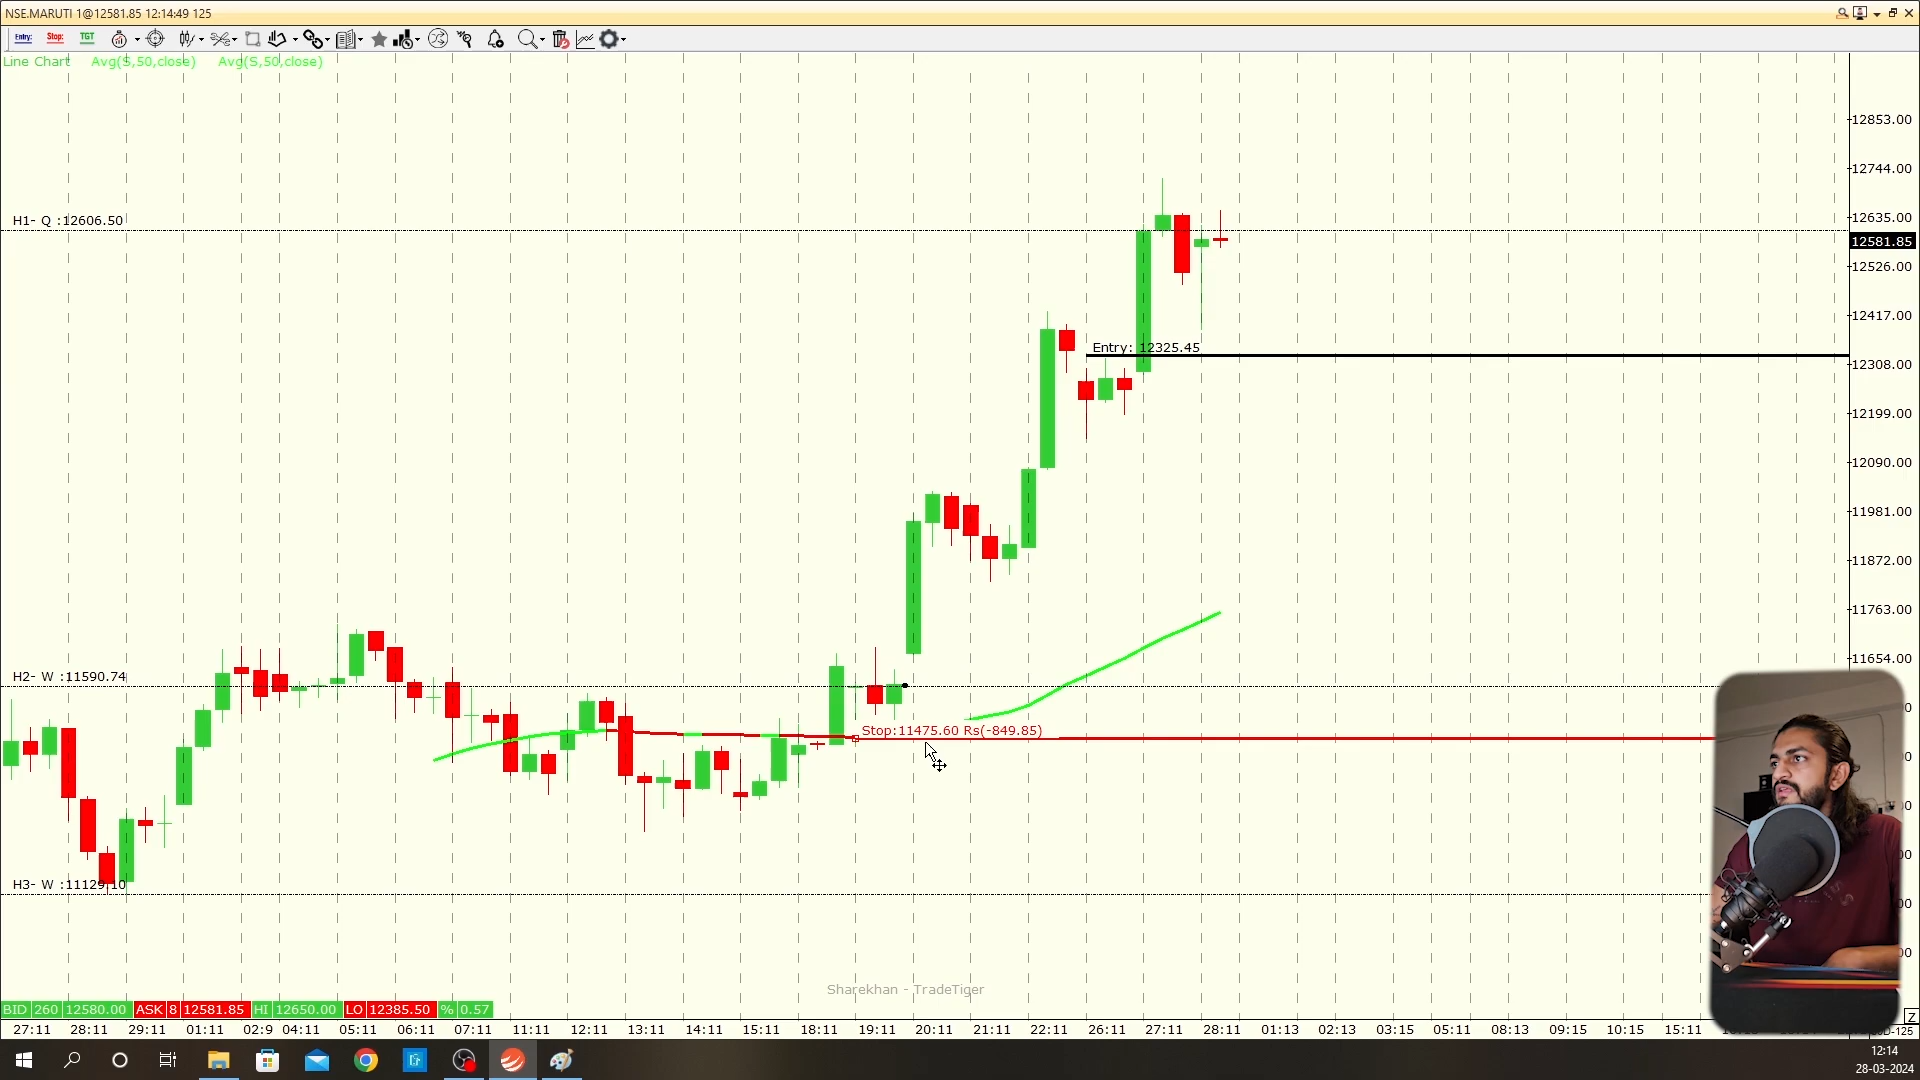 NSE.MARUTI 1@12581.85 12:14:49 125
Entry: Stop: TGT
Line Chart Avg(S,50,close) Avg(S,50,close)
12853.00
12744.00
H1- Q :12606.50
12635.00
12581.85
12526.00
12417.00
Entry: 12325.45
12308.00
12199.00
12090.00
11981.00
11872.00
11763.00
11654.00
H2- W :11590.74
Stop:11475.60 Rs(-849.85)
H3- W :11129.10
Sharekhan - TradeTiger
BID 260 12580.00 ASK 8 12581.85 HI 12650.00 LO 12385.50 % 0.57
Z
27:11 28:11 29:11 01:11 02:9 04:11 05:11 06:11 07:11 11:11 12:11 13:11 14:11 15:11 18:11 19:11 20:11 21:11 22:11 26:11 27:11 28:11 01:13 02:13 03:15 05:11 08:13 09:15 10:15 15:11
12:14
28-03-2024